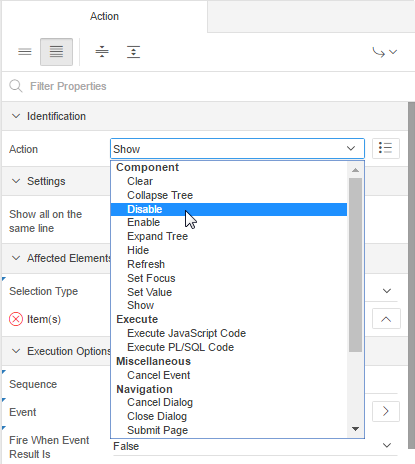 Action
Filter Properties
Identification
Action
Show
Component
Clear
Collapse Tree
Disable
Enable
Expand Tree
Hide
Refresh
Set Focus
Set Value
Show
Execute
Execute JavaScript Code
Execute PL/SQL Code
Miscellaneous
Cancel Event
Navigation
Cancel Dialog
Close Dialog
Submit Page
Settings
Show all on the
same line
Affected Elements
Selection Type
Item(s)
Execution Options
Sequence
Event
Fire When Event
Result Is
False